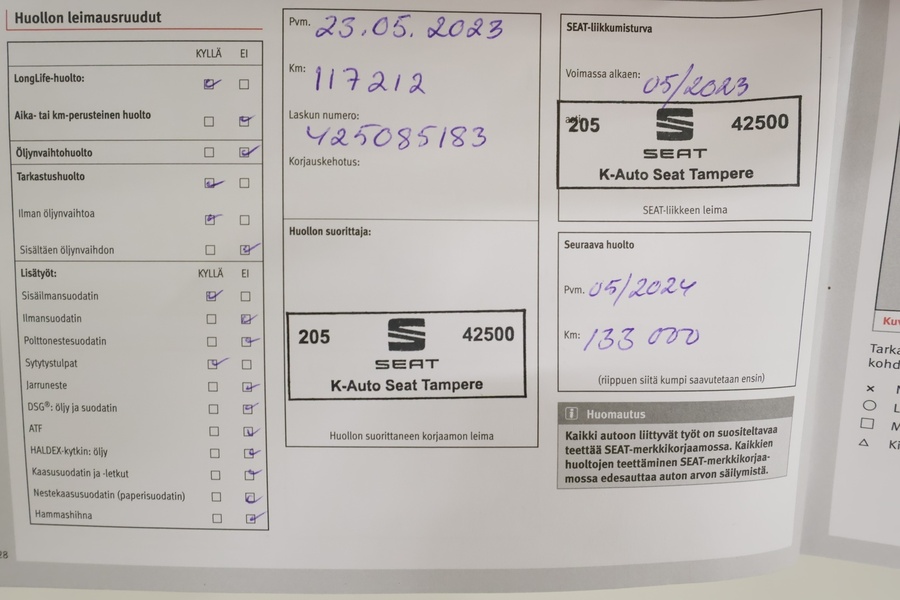 Huollon leimausruudut
KYLLÄ EI
LongLife-huolto:
Aika- tai km-perusteinen huolto
Öljynvaihtohuolto
Tarkastushuolto
Ilman öljynvaihtoa
Sisältäen öljynvaihdon
Lisätyöt: KYLLÄ EI
Sisäilmansuodatin
Ilmansuodatin
Polttonestesuodatin
Sytytystulpat
Jarruneste
DSG®: öljy ja suodatin
ATF
HALDEX-kytkin: öljy
Kaasusuodatin ja -letkut
Nestekaasusuodatin (paperisuodatin)
Hammashihna
28
Pvm. 23.05.2023
Km: 117212
Laskun numero:
425085183
Korjauskehotus:
Huollon suorittaja:
205 42500
SEAT
K-Auto Seat Tampere
Huollon suorittaneen korjaamon leima
SEAT-liikkumisturva
Voimassa alkaen: 05/2023
205 42500
SEAT
K-Auto Seat Tampere
SEAT-liikkeen leima
Seuraava huolto
Pvm. 05/2024
Km: 133 000
(riippuen siitä kumpi saavutetaan ensin)
i Huomautus
Kaikki autoon liittyvät työt on suositeltavaa
teettää SEAT-merkkikorjaamossa. Kaikkien
huoltojen teettäminen SEAT-merkkikorjaa-
mossa edesauttaa auton arvon säilymistä.
Kuv
Tarka
kohd